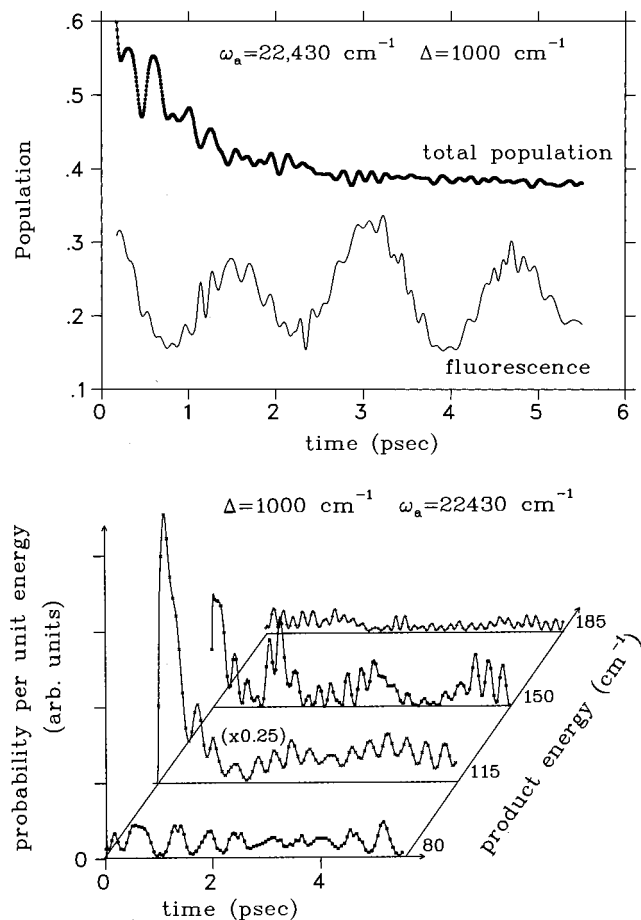 .6
ω_a=22,430 cm⁻¹ Δ=1000 cm⁻¹
.5
total population
.4
Population
.3
.2
fluorescence
.1
0 1 2 3 4 5 6
time (psec)
Δ=1000 cm⁻¹ ω_a=22430 cm⁻¹
probability per unit energy
(arb. units)
185
150
(x0.25)
115
80
product energy (cm⁻¹)
0
0 2 4
time (psec)